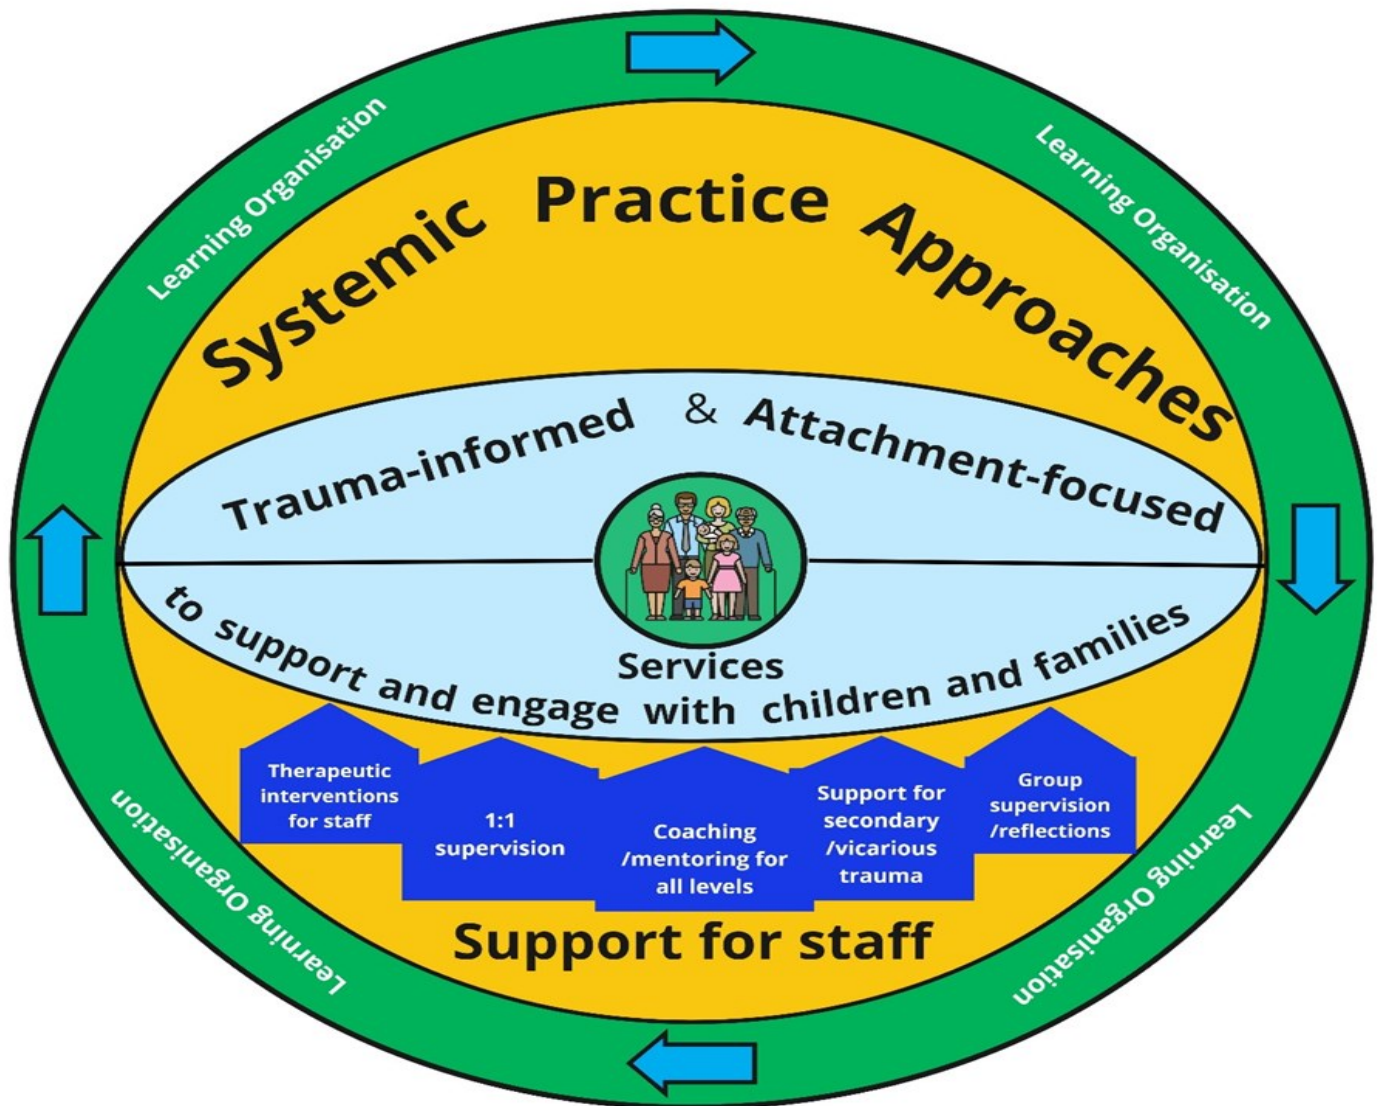 Learning Organisation
Learning Organisation
Systemic Practice Approaches
Trauma-informed & Attachment-focused
Services
to support and engage with children and families
Therapeutic
interventions
for staff
1:1
supervision
Coaching
/mentoring for
all levels
Support for
secondary
/vicarious
trauma
Group
supervision
/reflections
Support for staff
Learning Organisation
Learning Organisation